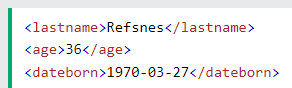 <lastname>Refsnes</lastname>
<age>36</age>
<dateborn>1970-03-27</dateborn>